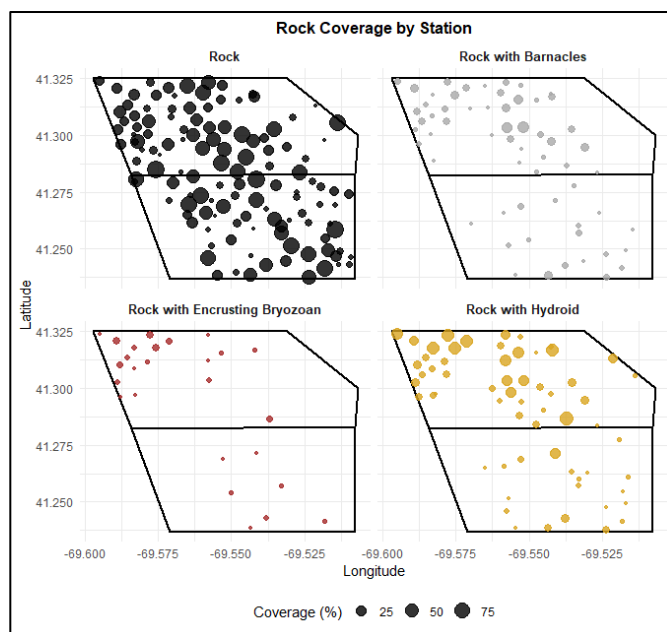 Rock Coverage by Station
Rock Rock with Barnacles
41.325
41.300
41.275
41.250
Latitude
Rock with Encrusting Bryozoan Rock with Hydroid
41.325
41.300
41.275
41.250
-69.600 -69.575 -69.550 -69.525 -69.600 -69.575 -69.550 -69.525
Longitude
Coverage (%) 25 50 75